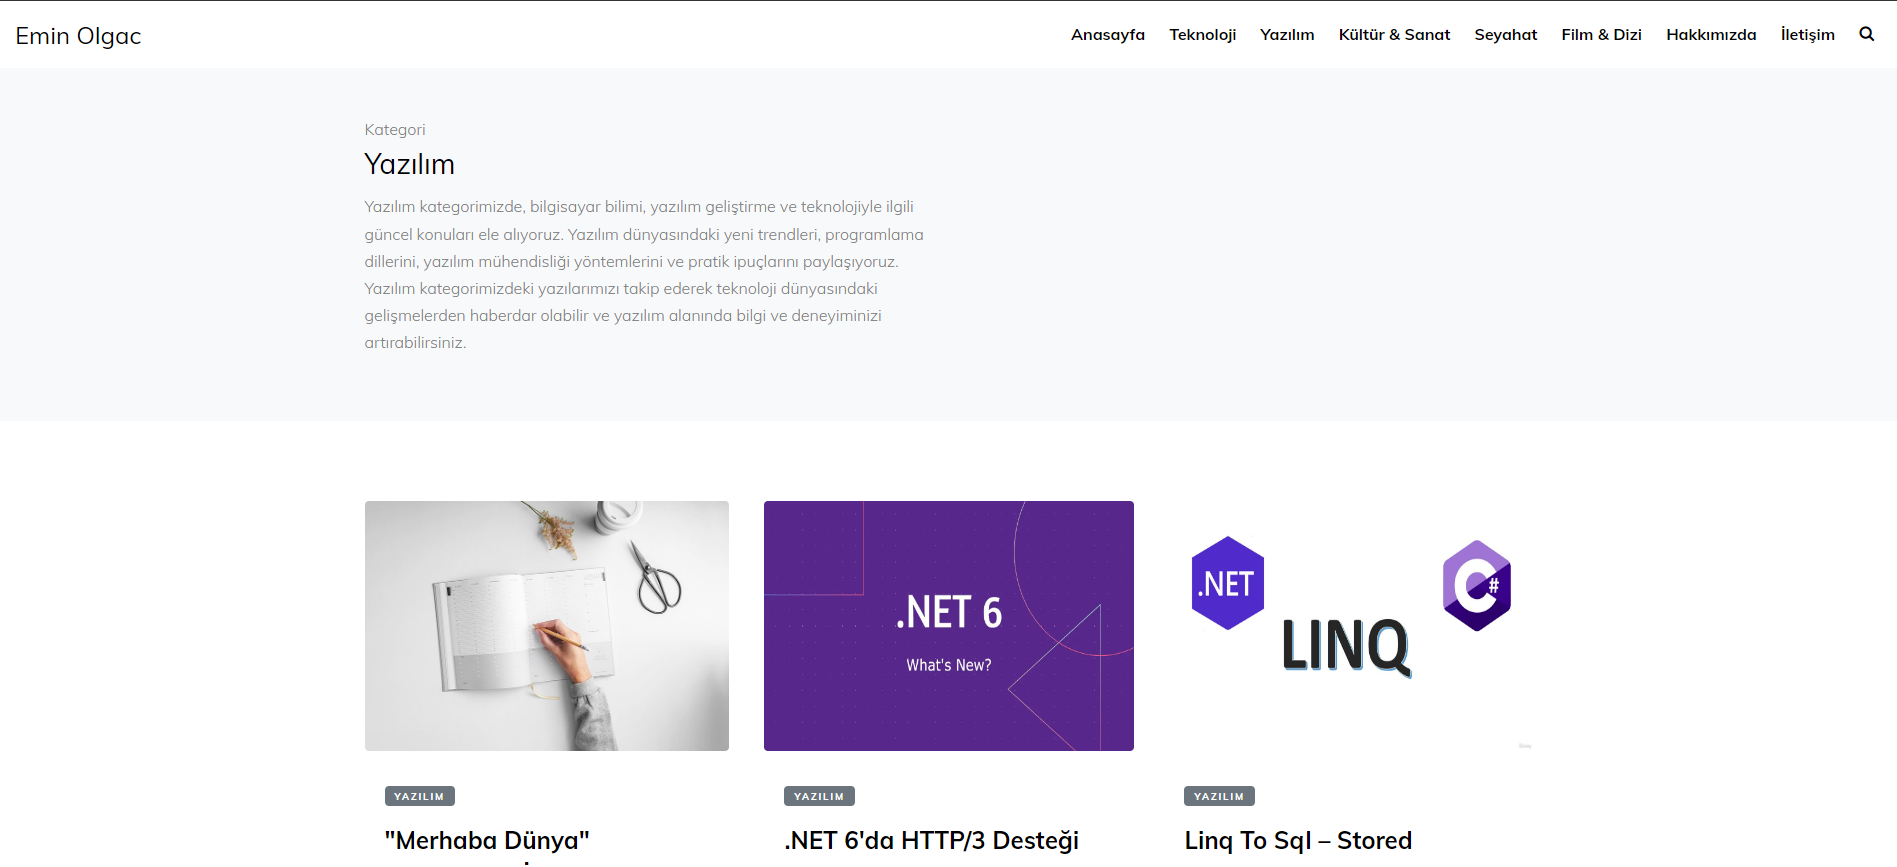 Emin Olgac
Anasayfa Teknoloji Yazılım Kültür & Sanat Seyahat Film & Dizi Hakkımızda İletişim
Kategori
Yazılım
Yazılım kategorimizde, bilgisayar bilimi, yazılım geliştirme ve teknolojiyle ilgili
güncel konuları ele alıyoruz. Yazılım dünyasındaki yeni trendleri, programlama
dillerini, yazılım mühendisliği yöntemlerini ve pratik ipuçlarını paylaşıyoruz.
Yazılım kategorimizdeki yazılarımızı takip ederek teknoloji dünyasındaki
gelişmelerden haberdar olabilir ve yazılım alanında bilgi ve deneyiminizi
artırabilirsiniz.
.NET 6
What's New?
.NET
C#
LINQ
YAZILIM
"Merhaba Dünya"
YAZILIM
.NET 6'da HTTP/3 Desteği
YAZILIM
Linq To Sql – Stored